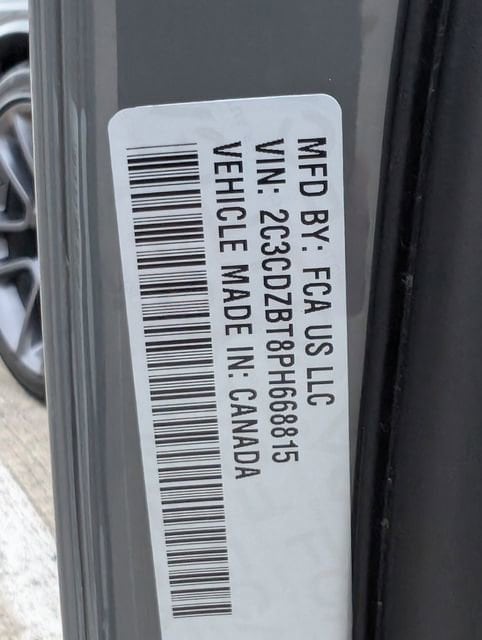 MFD BY: FCA US LLC
VIN: 2C3CDZBT8PH668815
VEHICLE MADE IN: CANADA